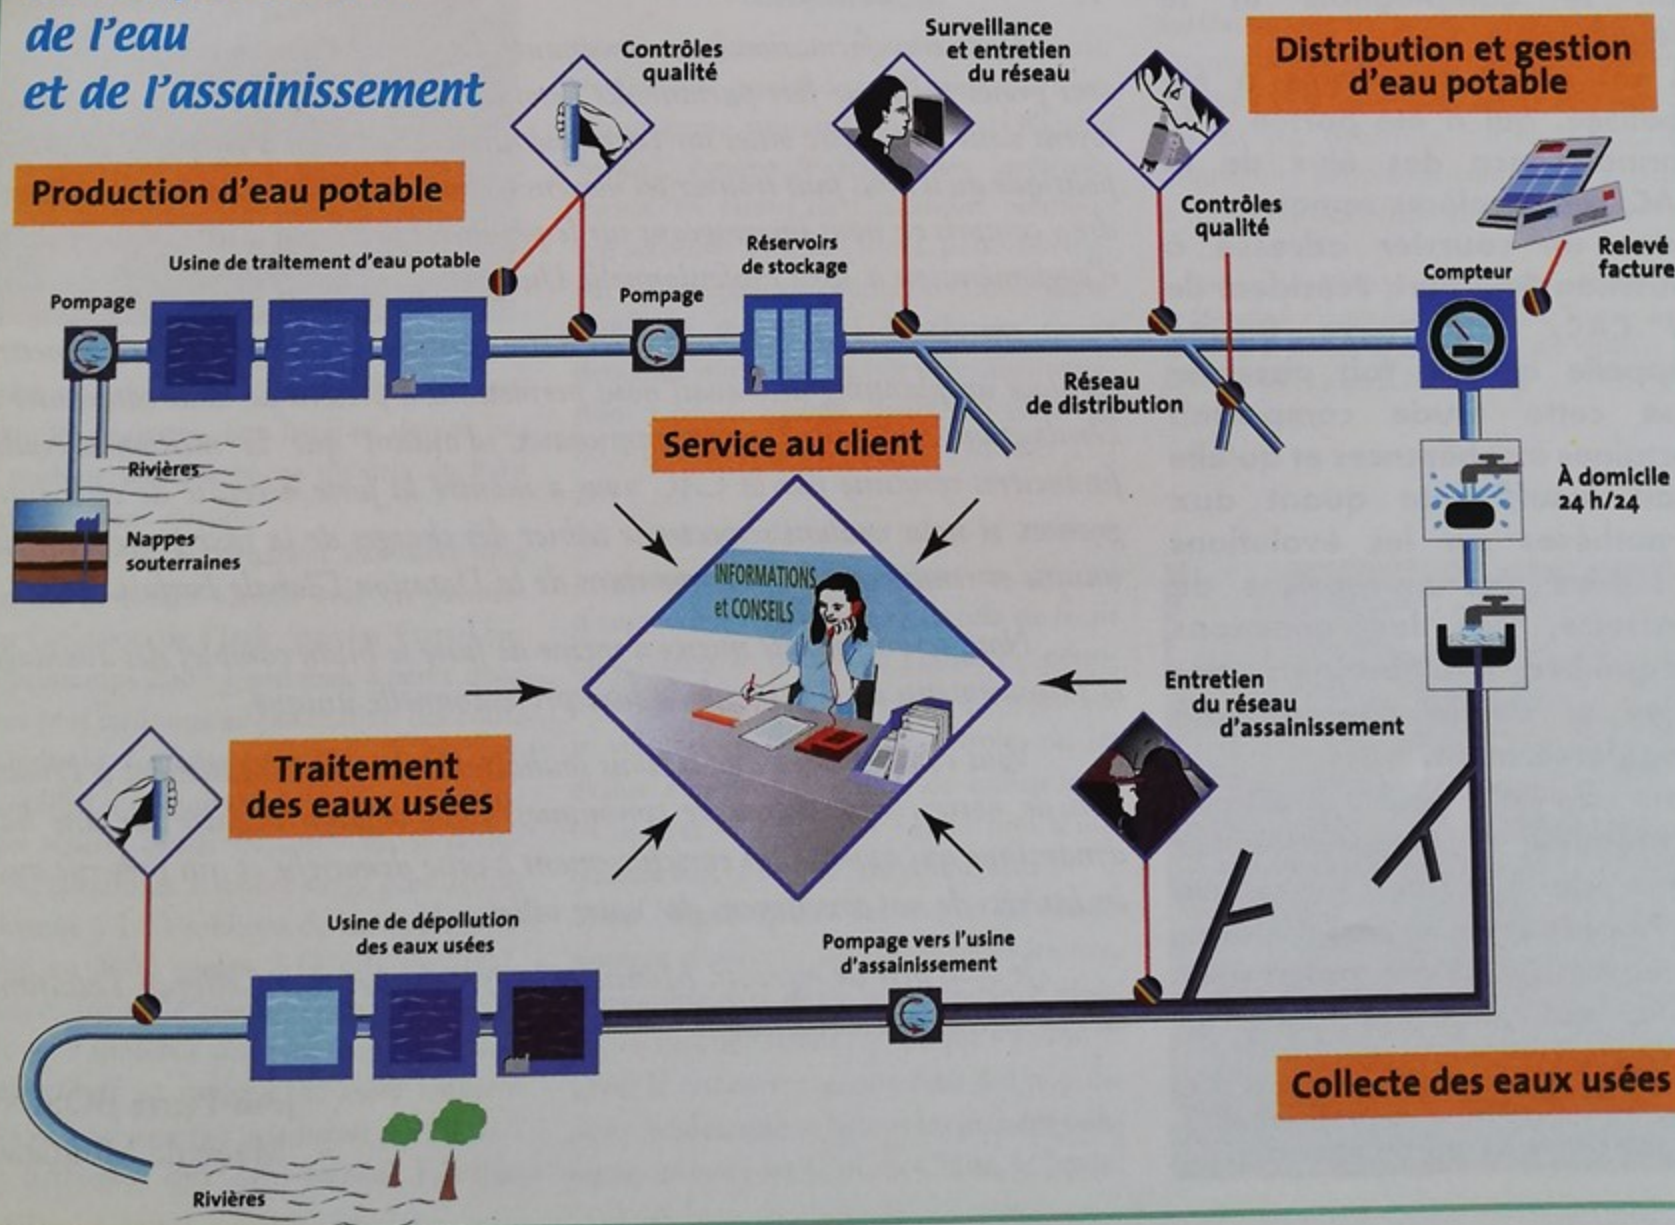 de l'eau
et de l'assainissement
Contrôles
qualité
Surveillance
et entretien
du réseau
Distribution et gestion
d'eau potable
Production d'eau potable
Contrôles
qualité
Relevé
facture
Usine de traitement d'eau potable
Réservoirs
de stockage
Compteur
Pompage
Pompage
Réseau
de distribution
Service au client
Rivières
À domicile
24 h/24
Nappes
souterraines
INFORMATIONS
et CONSEILS
Entretien
du réseau
d'assainissement
Traitement
des eaux usées
Usine de dépollution
des eaux usées
Pompage vers l'usine
d'assainissement
Collecte des eaux usées
Rivières